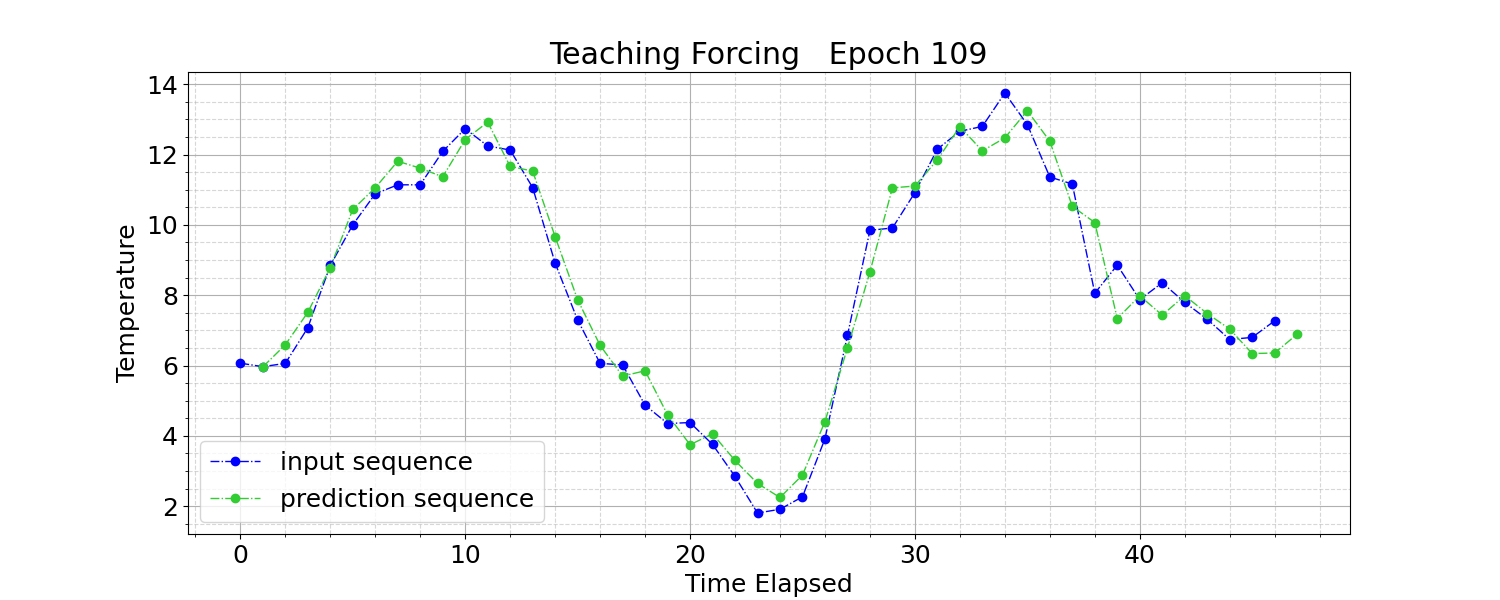 Teaching Forcing   Epoch 109
14
12
10
8
6
4
2
Temperature
input sequence
prediction sequence
0 10 20 30 40
Time Elapsed